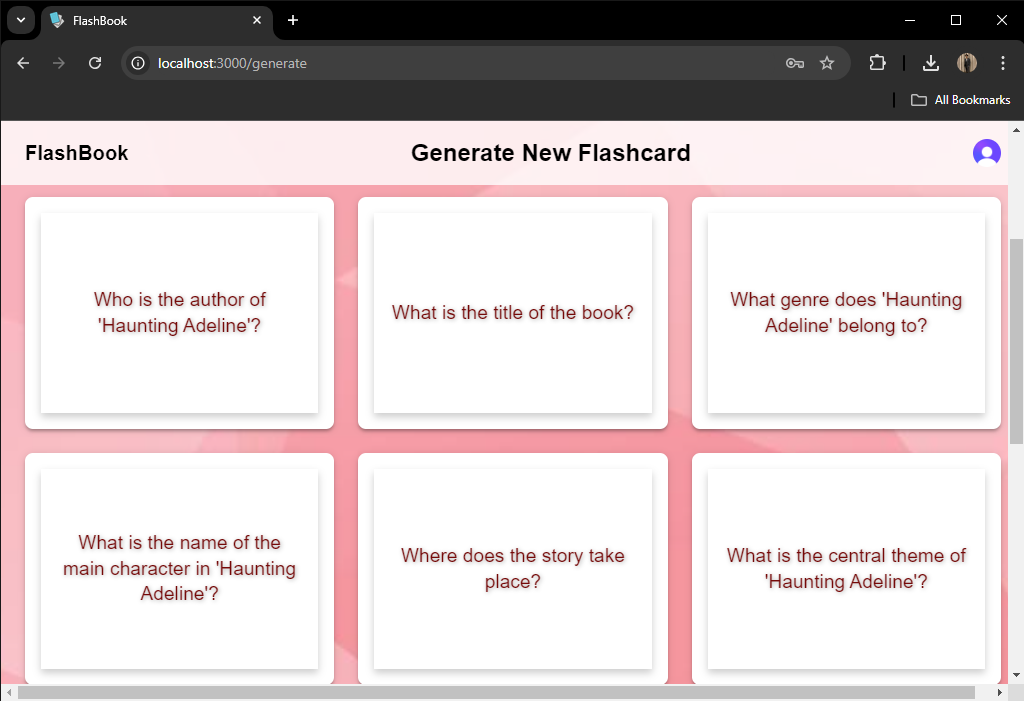 FlashBook
localhost:3000/generate
All Bookmarks
FlashBook
Generate New Flashcard
Who is the author of
'Haunting Adeline'?
What is the title of the book?
What genre does 'Haunting
Adeline' belong to?
What is the name of the
main character in 'Haunting
Adeline'?
Where does the story take
place?
What is the central theme of
'Haunting Adeline'?